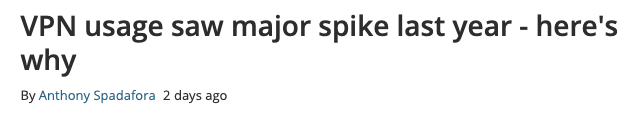 VPN usage saw major spike last year - here's
why
By Anthony Spadafora 2 days ago